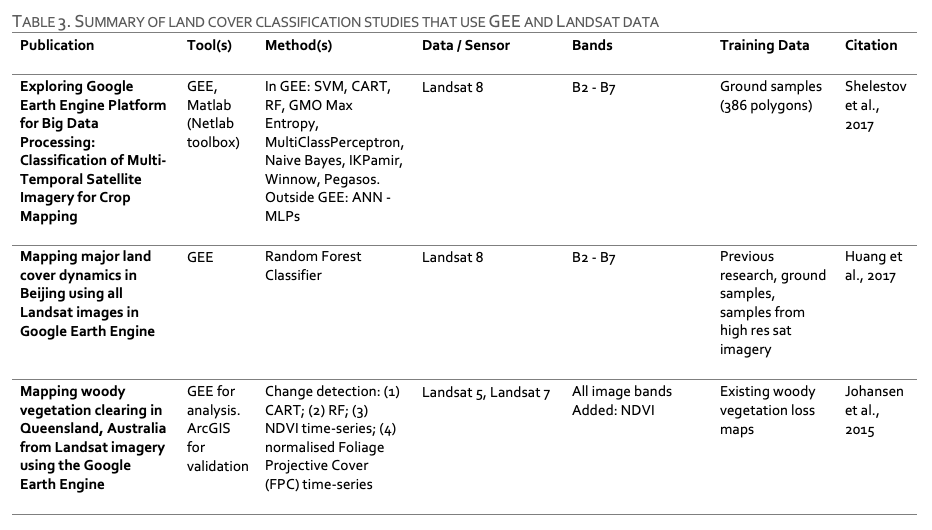 TABLE 3. SUMMARY OF LAND COVER CLASSIFICATION STUDIES THAT USE GEE AND LANDSAT DATA
Publication Tool(s) Method(s) Data / Sensor Bands Training Data Citation
Exploring Google GEE, In GEE: SVM, CART, Landsat 8 B2 - B7 Ground samples Shelestov
Earth Engine Platform Matlab RF, GMO Max (386 polygons) et al.,
for Big Data (Netlab Entropy, 2017
Processing: toolbox) MultiClassPerceptron,
Classification of Multi- Naive Bayes, IKPamir,
Temporal Satellite Winnow, Pegasos.
Imagery for Crop Outside GEE: ANN -
Mapping MLPs
Mapping major land GEE Random Forest Landsat 8 B2 - B7 Previous Huang et
cover dynamics in Classifier research, ground al., 2017
Beijing using all samples,
Landsat images in samples from
Google Earth Engine high res sat
imagery
Mapping woody GEE for Change detection: (1) Landsat 5, Landsat 7 All image bands Existing woody Johansen
vegetation clearing in analysis. CART; (2) RF; (3) Added: NDVI vegetation loss et al.,
Queensland, Australia ArcGIS NDVI time-series; (4) maps 2015
from Landsat imagery for normalised Foliage
using the Google validation Projective Cover
Earth Engine (FPC) time-series